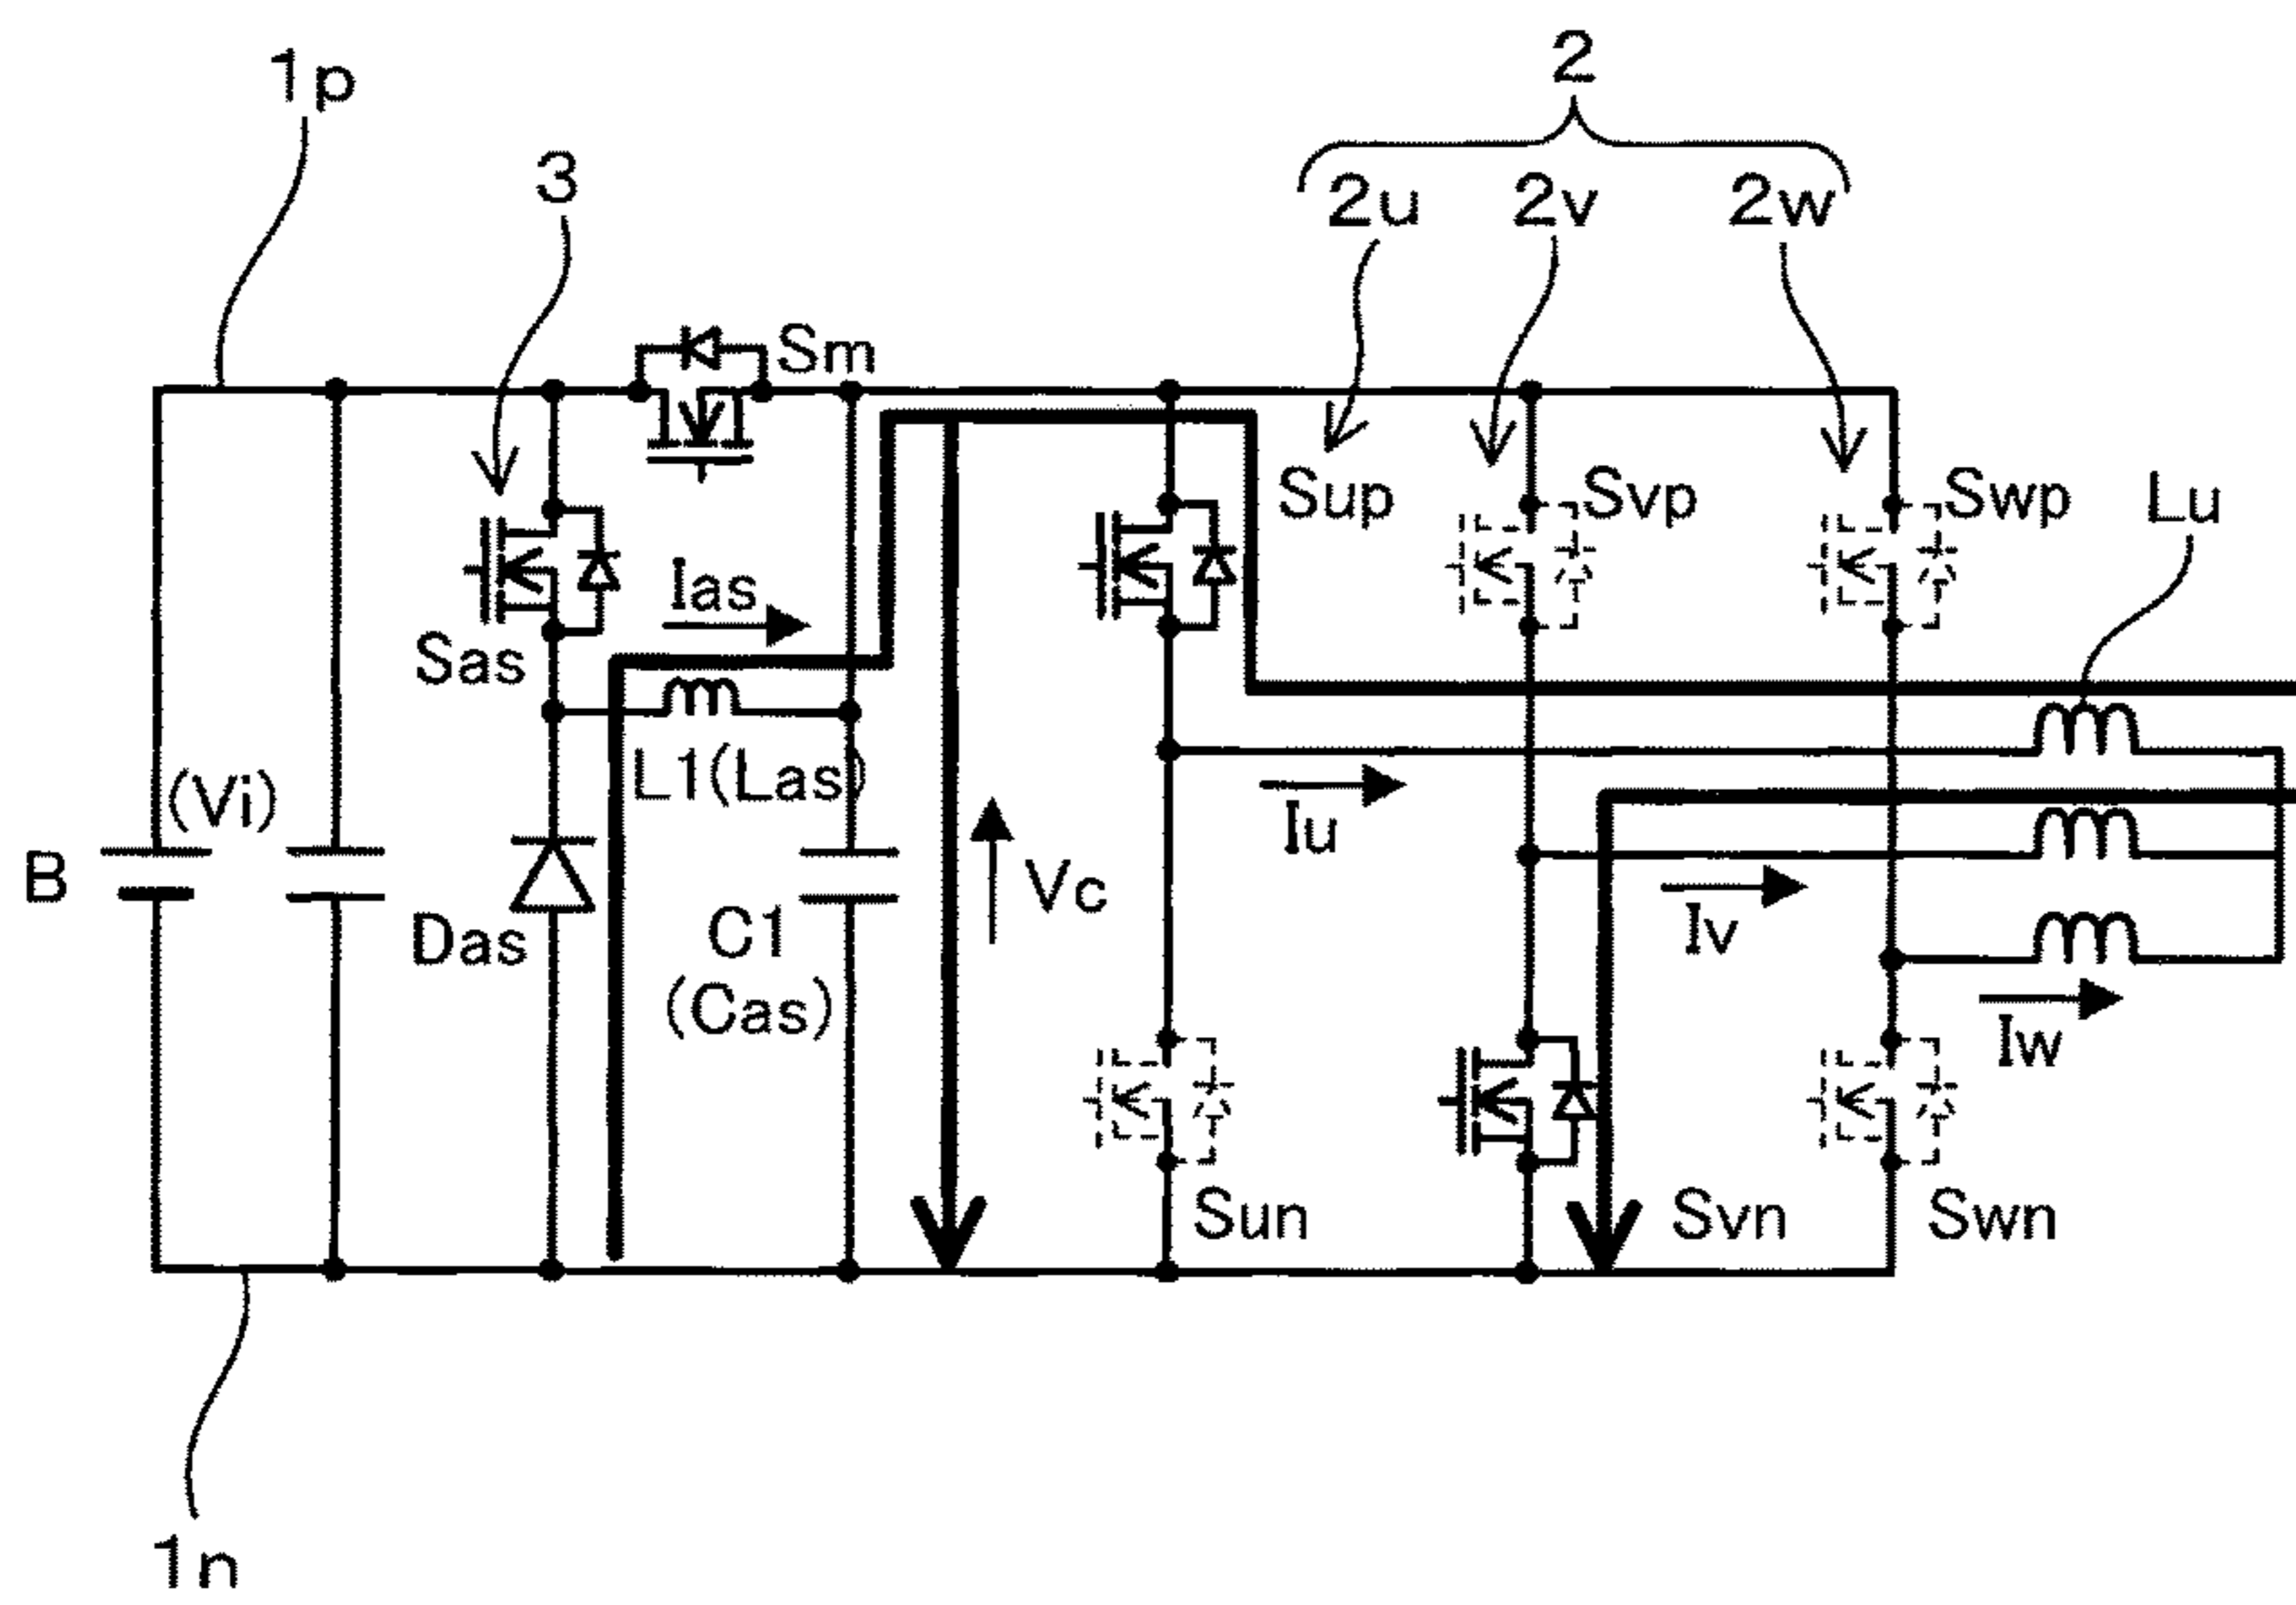 2
1p
3
2u 2v 2w
Sm
Sup Svp Swp Lu
Ias
Sas
L1(Las)
(Vi)
Iu
B
Vc
Das
C1
Iv
(Cas)
Iw
Sun Svn Swn
1n